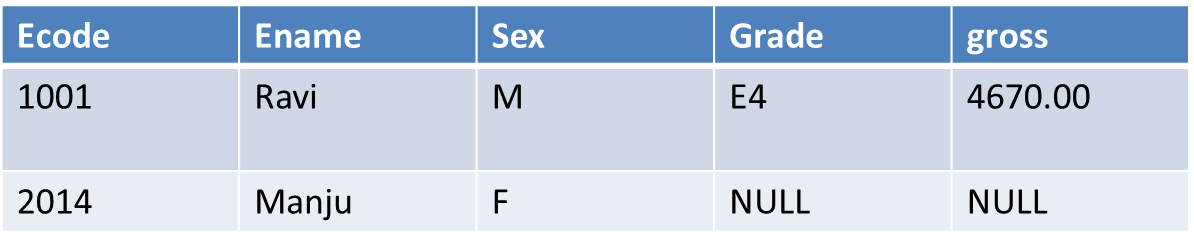 Ecode Ename Sex Grade gross
1001 Ravi M E4 4670.00
2014 Manju F NULL NULL